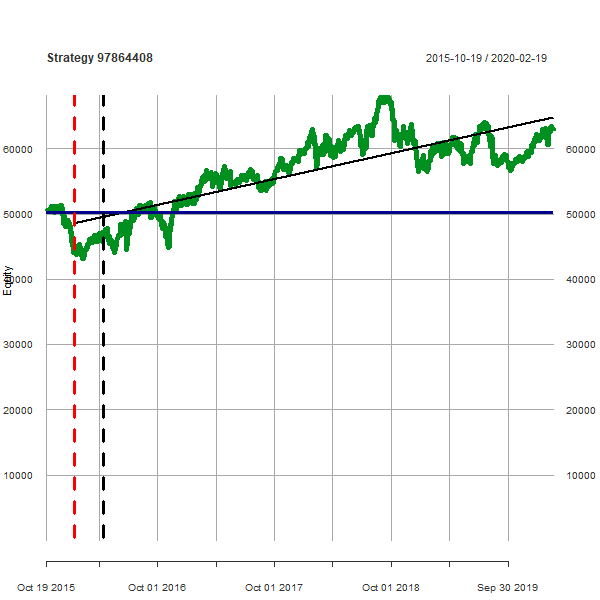 Strategy 97864408
2015-10-19 / 2020-02-19
60000
60000
50000
50000
40000
40000
Equity
30000
30000
20000
20000
10000
10000
Oct 19 2015
Oct 01 2016
Oct 01 2017
Oct 01 2018
Sep 30 2019